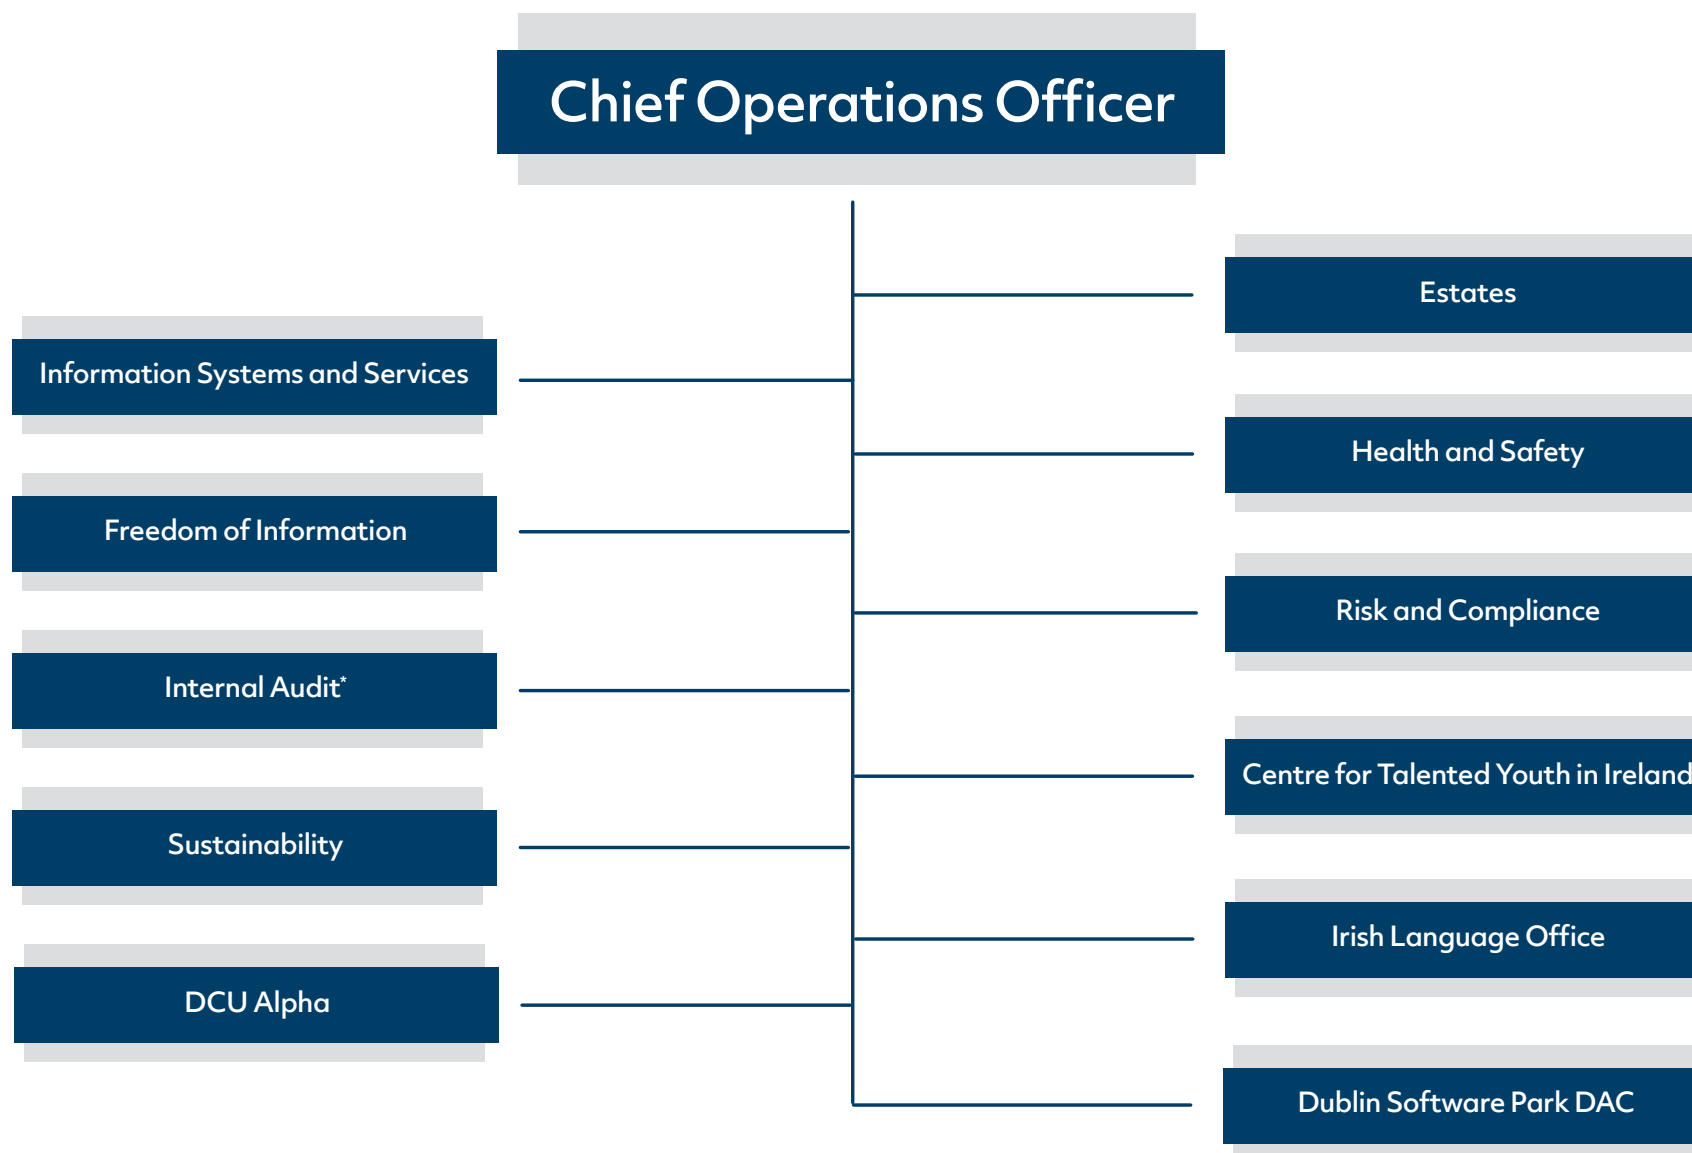 Chief Operations Officer
Information Systems and Services
Freedom of Information
Internal Audit*
Sustainability
DCU Alpha
Estates
Health and Safety
Risk and Compliance
Centre for Talented Youth in Ireland
Irish Language Office
Dublin Software Park DAC